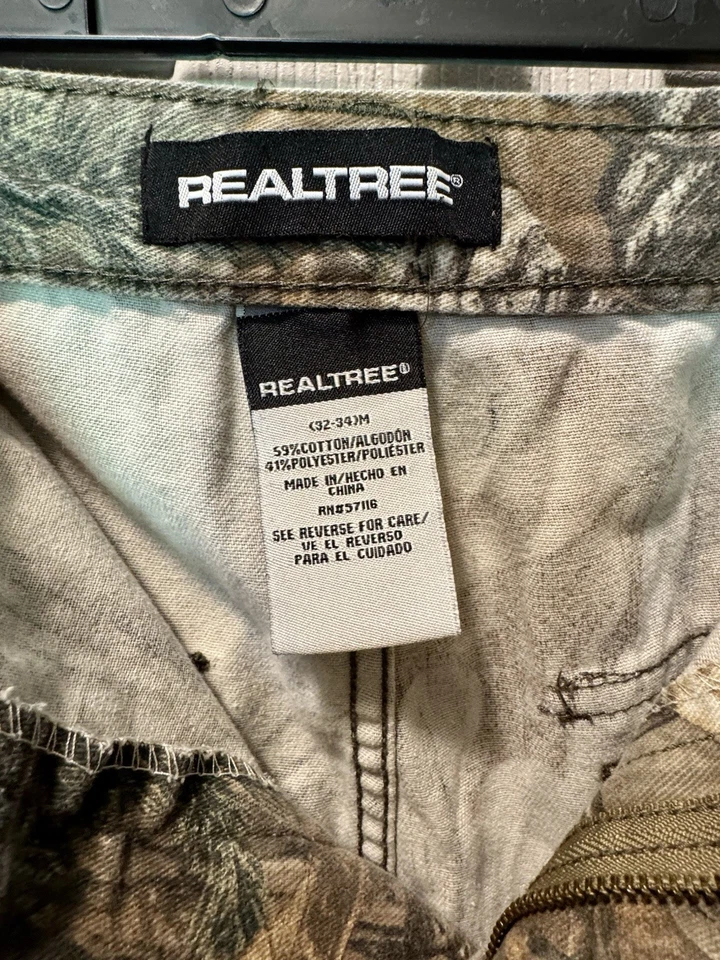 REALTREE®
REALTREE®
(32-34)M
59%COTTON/ALGODÓN
41%POLYESTER/POLIÉSTER
MADE IN/HECHO EN
CHINA
RN#57116
SEE REVERSE FOR CARE/
VE EL REVERSO
PARA EL CUIDADO